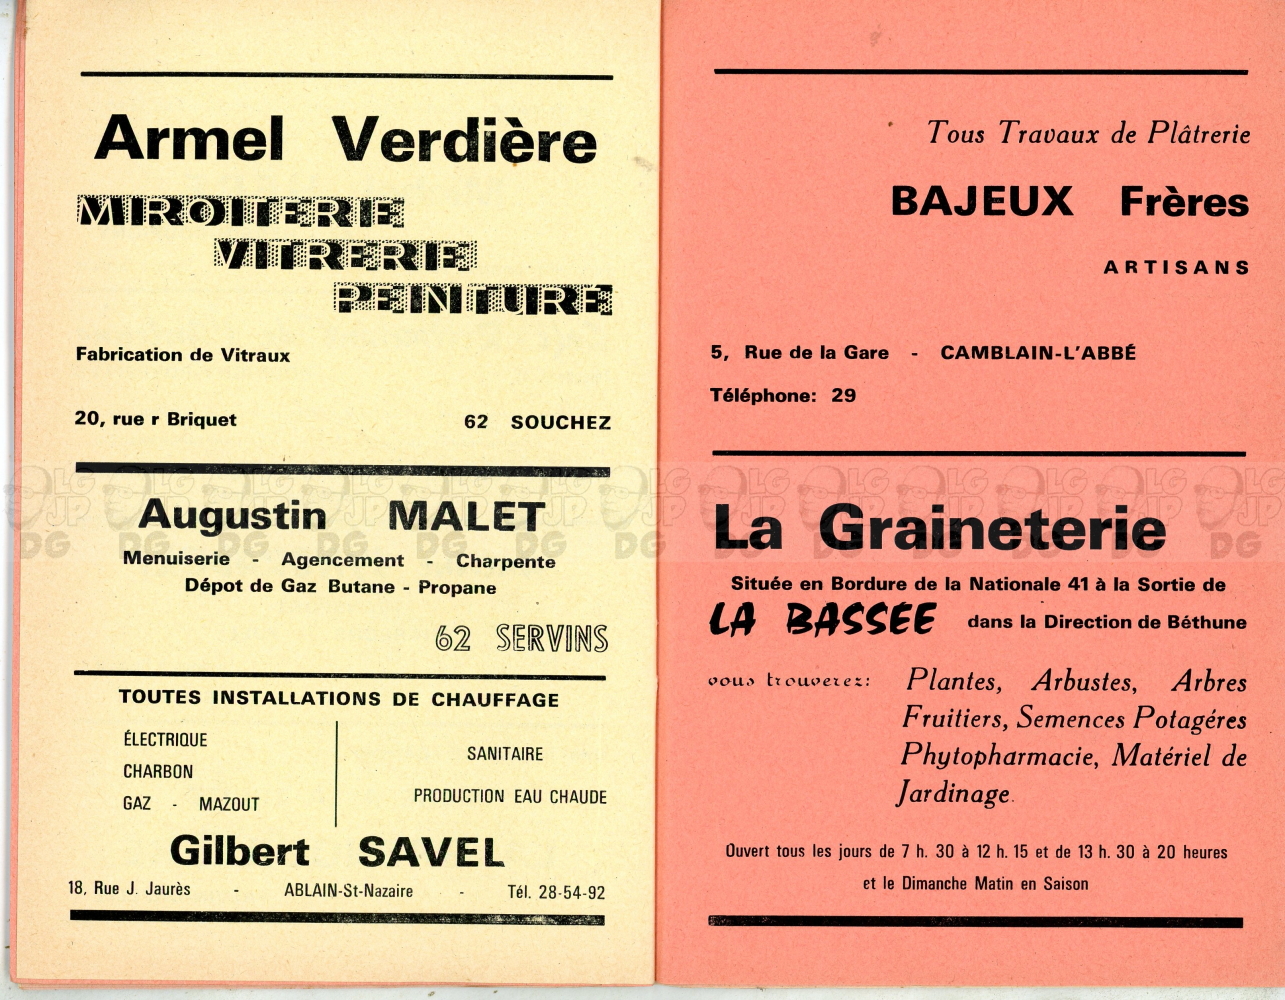 Armel Verdière
MIROITERIE
VITRERIE
PEINTURE
Fabrication de Vitraux
20, rue r Briquet 62 SOUCHEZ
Augustin MALET
Menuiserie - Agencement - Charpente
Dépot de Gaz Butane - Propane
62 SERVINS
TOUTES INSTALLATIONS DE CHAUFFAGE
ÉLECTRIQUE
CHARBON
GAZ - MAZOUT
SANITAIRE
PRODUCTION EAU CHAUDE
Gilbert SAVEL
18, Rue J. Jaurès - ABLAIN-St-Nazaire - Tél. 28-54-92
Tous Travaux de Plâtrerie
BAJEUX Frères
ARTISANS
5, Rue de la Gare - CAMBLAIN-L'ABBÉ
Téléphone: 29
La Graineterie
Située en Bordure de la Nationale 41 à la Sortie de
LA BASSEE dans la Direction de Béthune
vous trouverez: Plantes, Arbustes, Arbres
Fruitiers, Semences Potagéres
Phytopharmacie, Matériel de
Jardinage.
Ouvert tous les jours de 7 h. 30 à 12 h. 15 et de 13 h. 30 à 20 heures
et le Dimanche Matin en Saison
LG
JP
DG